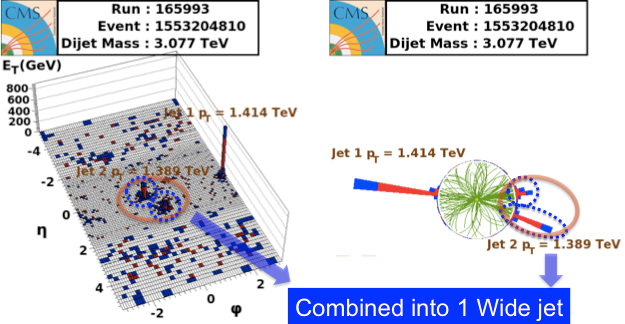 CMS
Run : 165993
Event : 1553204810
Dijet Mass : 3.077 TeV
E_T(GeV)
800
600
400
200
0
-4
-2
0
2
4
η
-2
0
2
φ
Jet 1 p_T = 1.414 TeV
Jet 2 p_T = 1.389 TeV
CMS
Run : 165993
Event : 1553204810
Dijet Mass : 3.077 TeV
Jet 1 p_T = 1.414 TeV
Jet 2 p_T = 1.389 TeV
Combined into 1 Wide jet